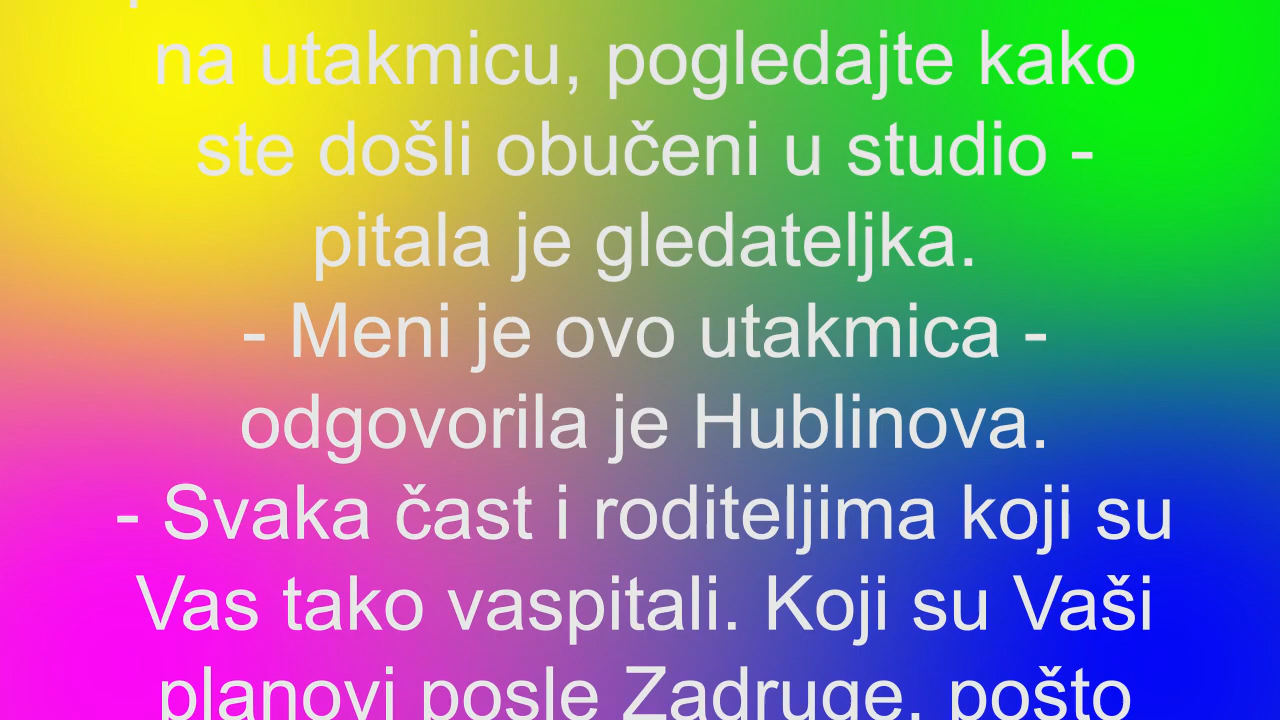 na utakmicu, pogledajte kako
ste došli obučeni u studio -
pitala je gledateljka.
- Meni je ovo utakmica -
odgovorila je Hublinova.
- Svaka čast i roditeljima koji su
Vas tako vaspitali. Koji su Vaši
planovi posle Zadruge, pošto